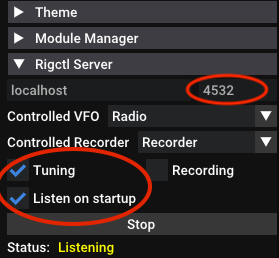 Theme
Module Manager
Rigctl Server
localhost 4532
Controlled VFO Radio
Controlled Recorder Recorder
Tuning Recording
Listen on startup
Stop
Status: Listening